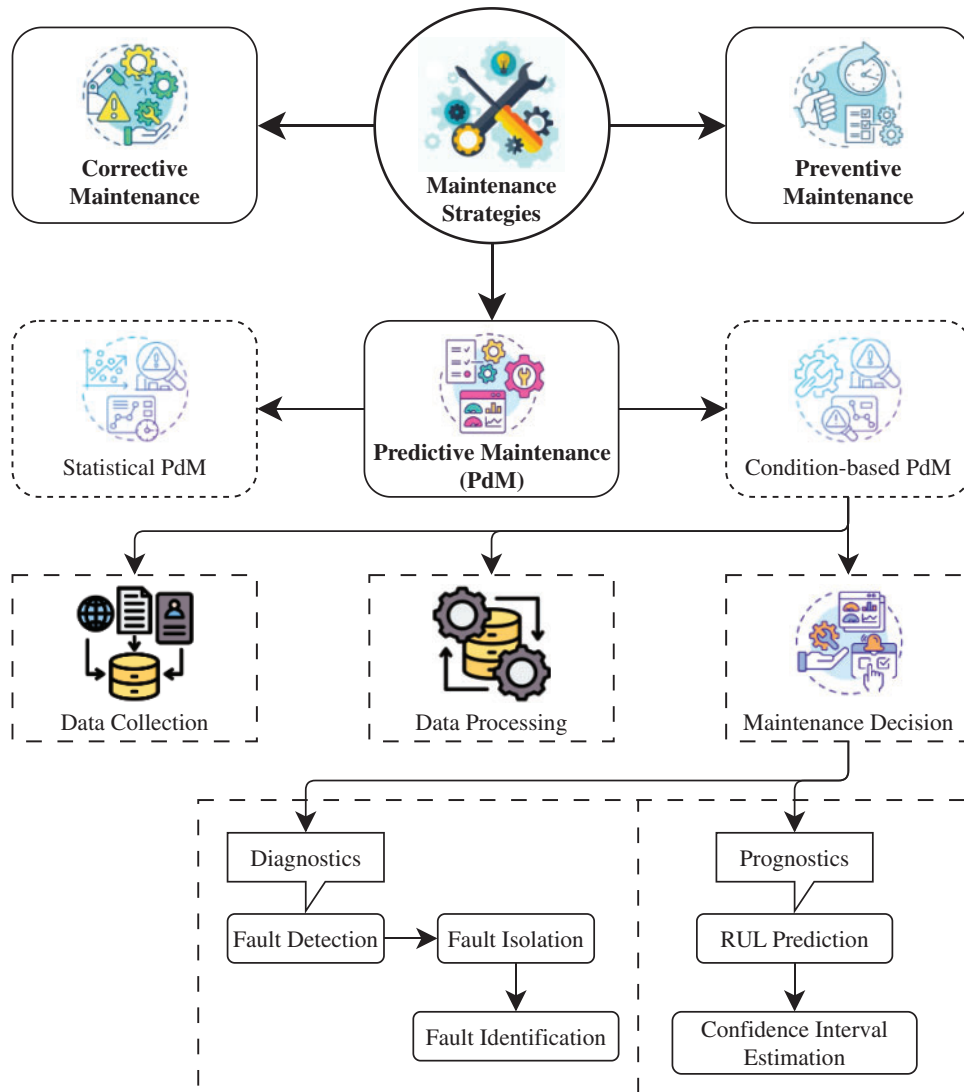 Corrective
Maintenance
Maintenance
Strategies
Preventive
Maintenance
Statistical PdM
Predictive Maintenance
(PdM)
Condition-based PdM
Data Collection
Data Processing
Maintenance Decision
Diagnostics
Prognostics
Fault Detection
Fault Isolation
RUL Prediction
Fault Identification
Confidence Interval
Estimation